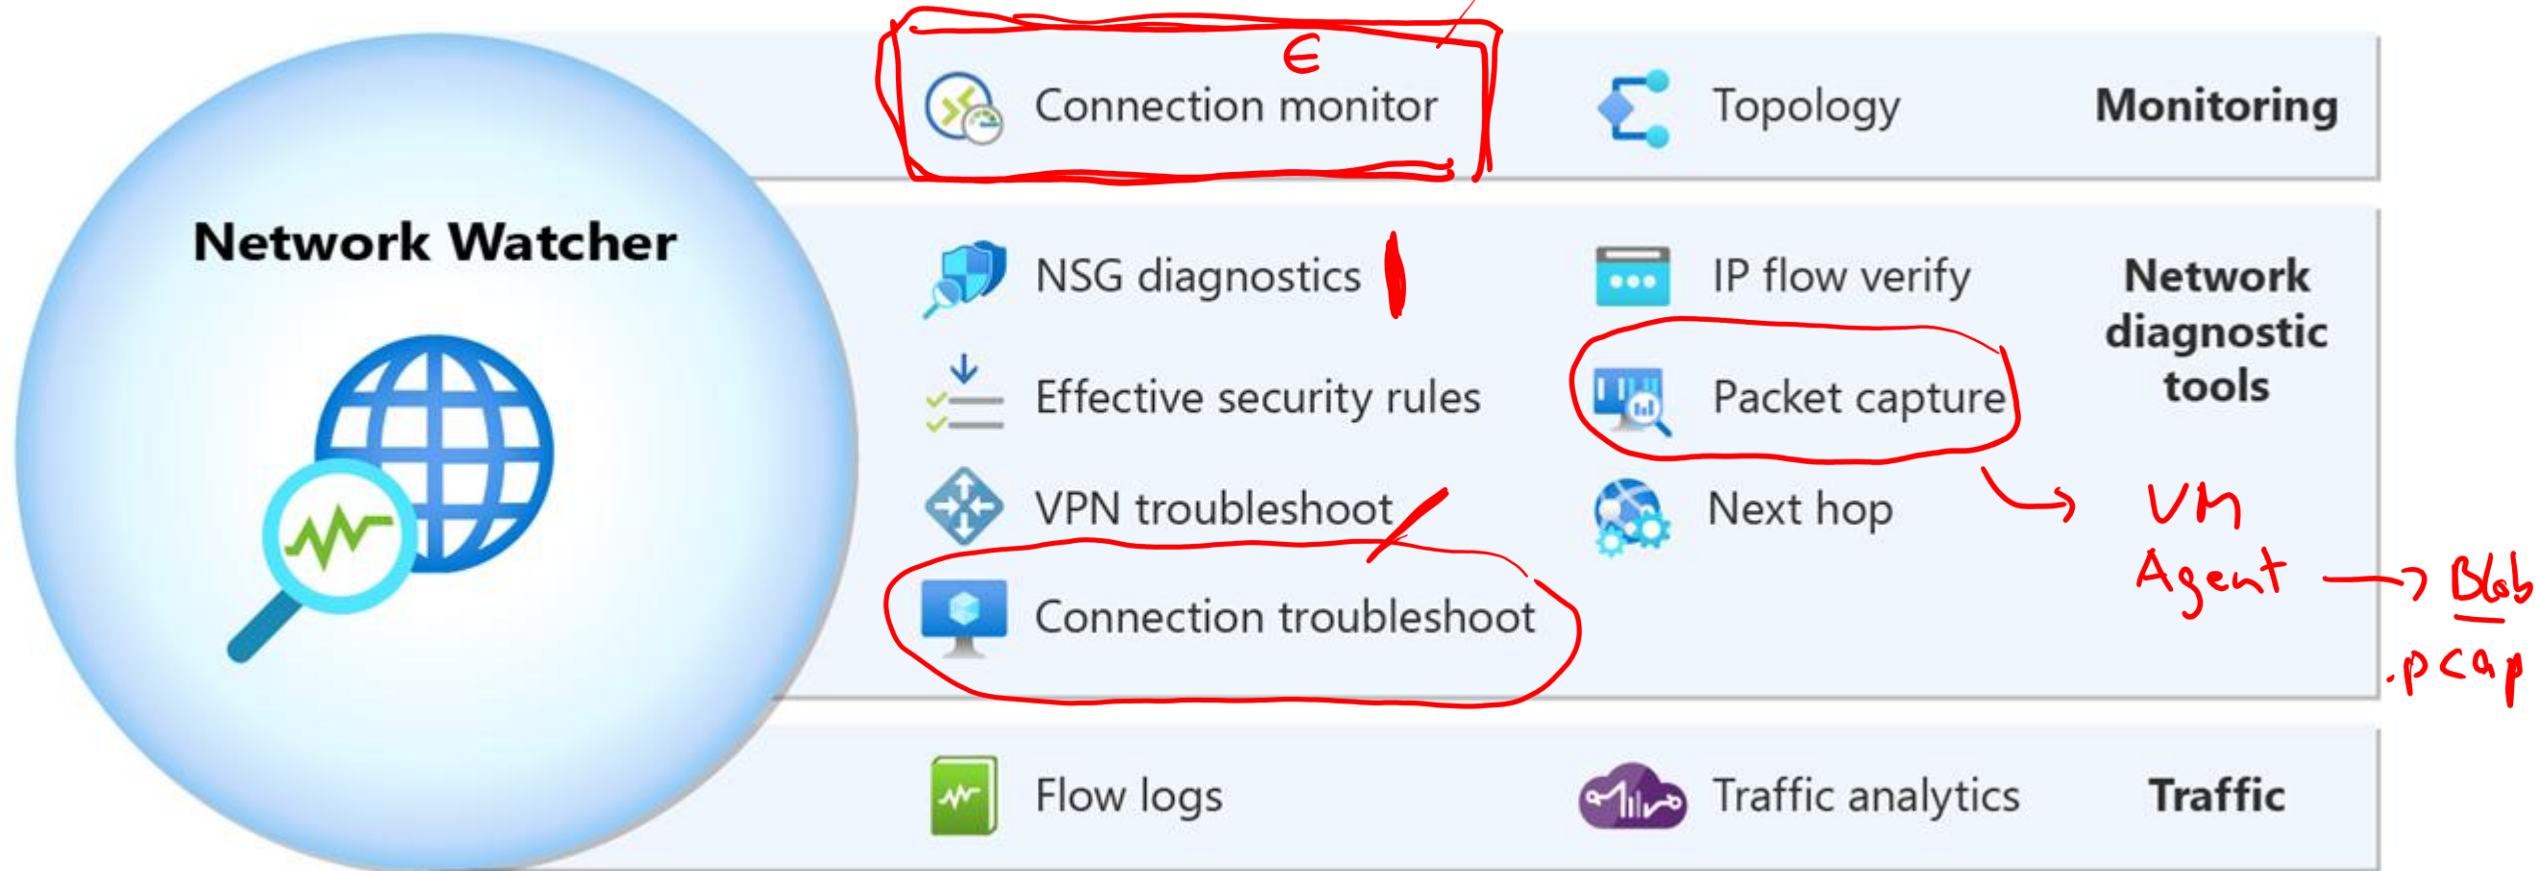 €
Connection monitor
Topology
Monitoring
Network Watcher
NSG diagnostics
IP flow verify
Network
diagnostic
tools
Effective security rules
Packet capture
VPN troubleshoot
Next hop
VM
Agent
Blob
.pcap
Connection troubleshoot
Flow logs
Traffic analytics
Traffic